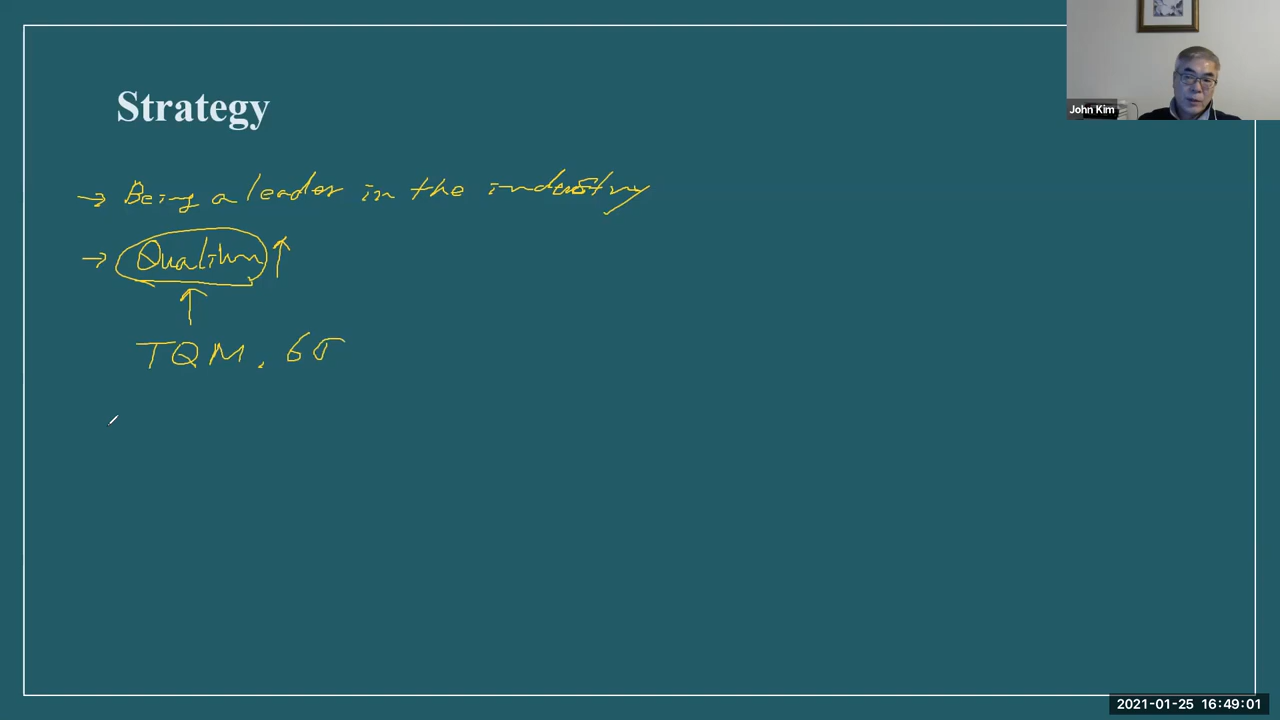 Strategy
John Kim
→ Being a leader in the industry
→ Quality ↑
↑
TQM, 6σ
2021-01-25 16:49:01